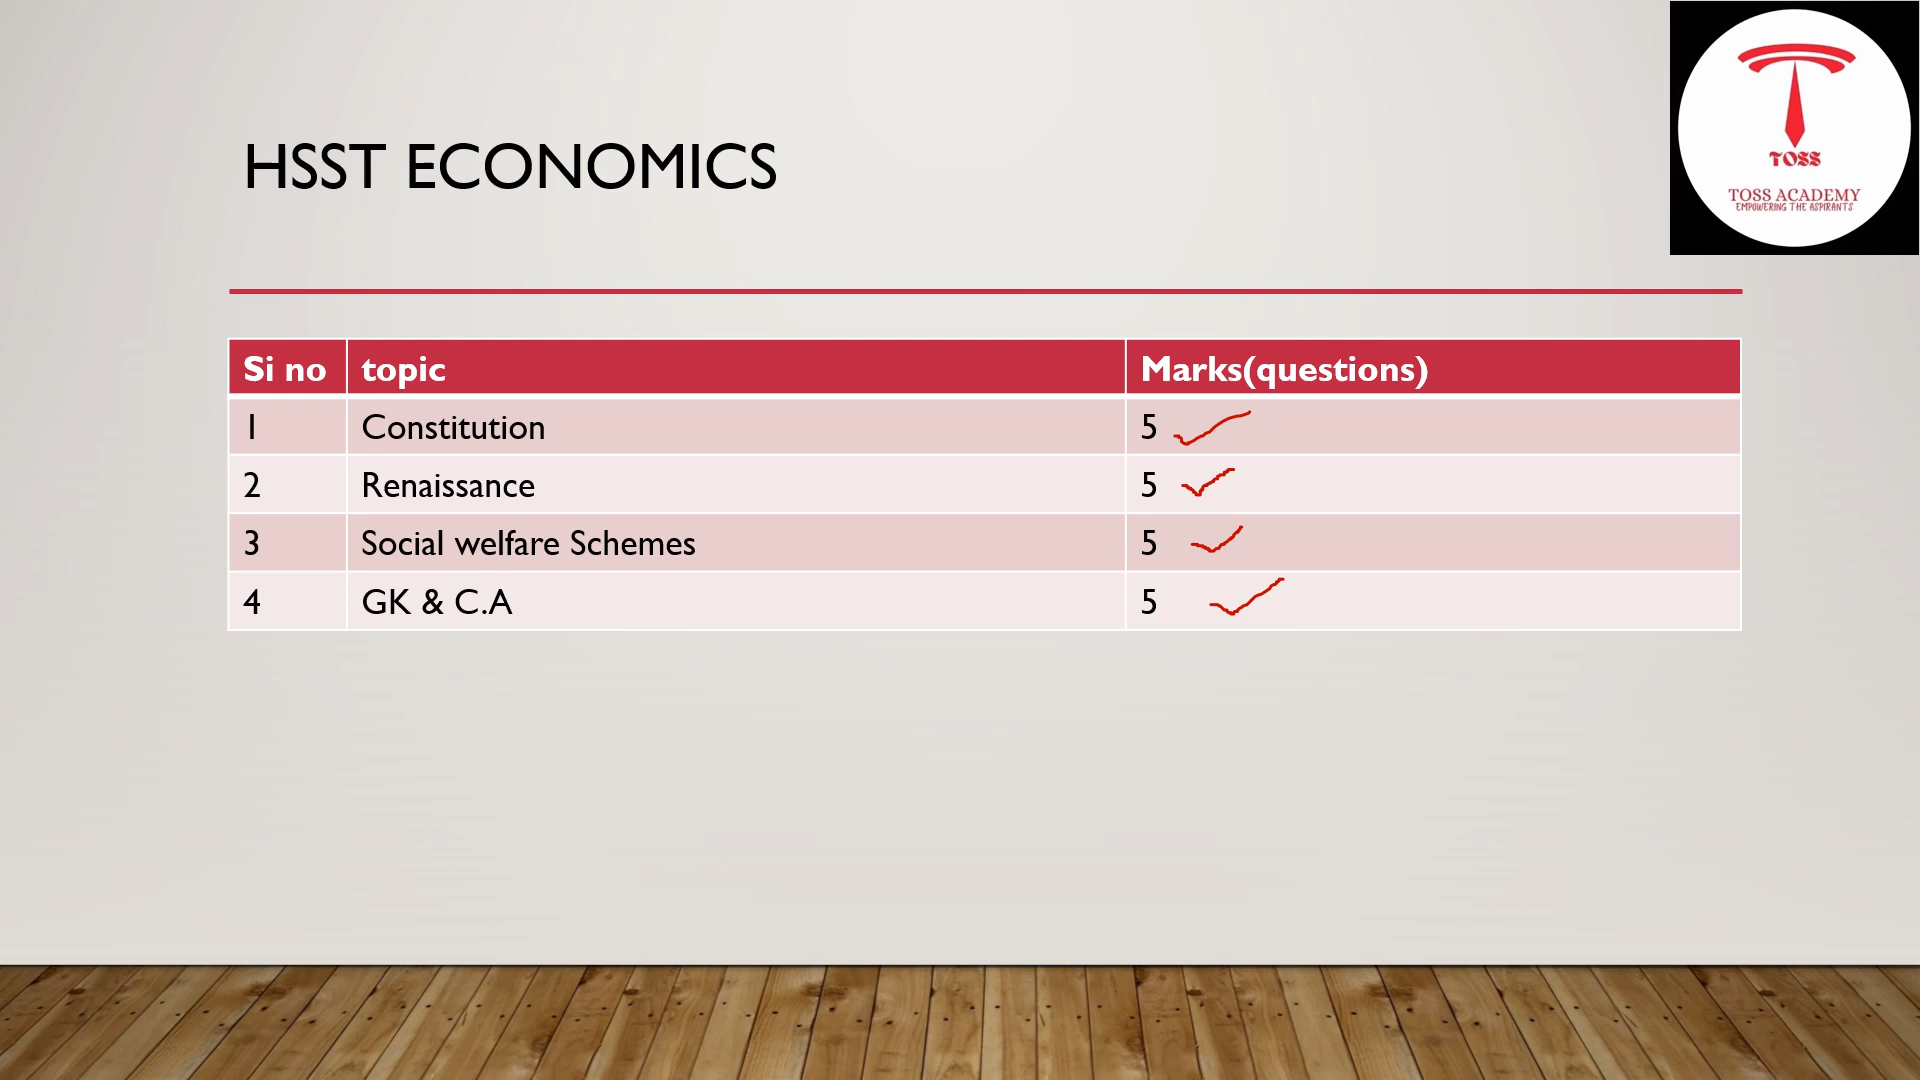 TOSS
TOSS ACADEMY
EMPOWERING THE ASPIRANTS
HSST ECONOMICS
Si no topic Marks(questions)
1 Constitution 5
2 Renaissance 5
3 Social welfare Schemes 5
4 GK & C.A 5